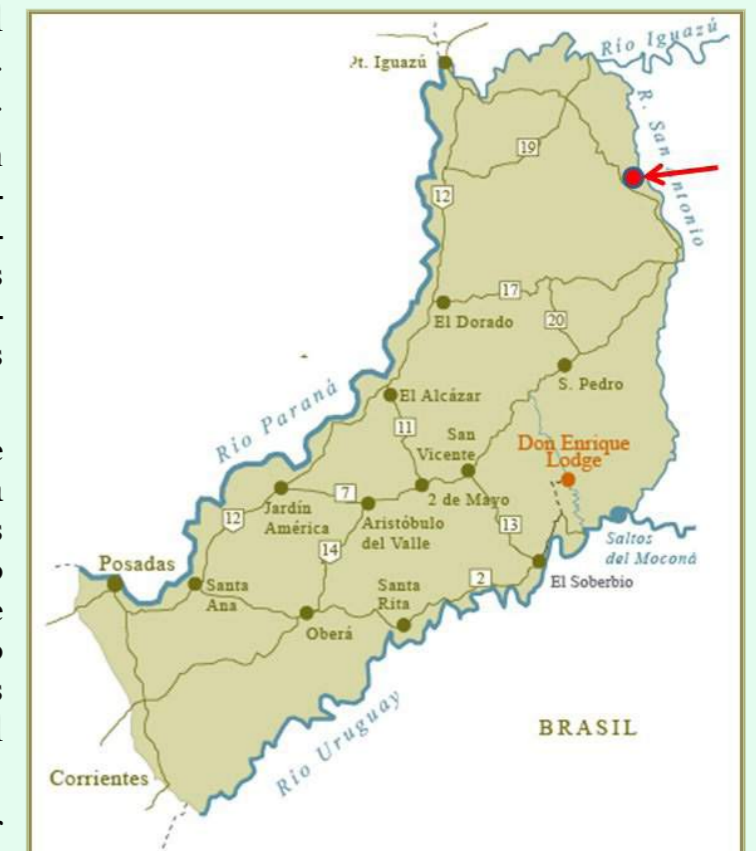 Pt. Iguazú
Río Iguazú
R. San Antonio
19
12
17
El Dorado
20
S. Pedro
El Alcázar
Río Paraná
11
San
Vicente
Don Enrique
Lodge
7
2 de Mayo
Jardín
América
12
Aristóbulo
del Valle
13
14
Saltos
del Moconá
Posadas
Santa
Ana
Santa
Rita
2
El Soberbio
Oberá
Río Uruguay
BRASIL
Corrientes